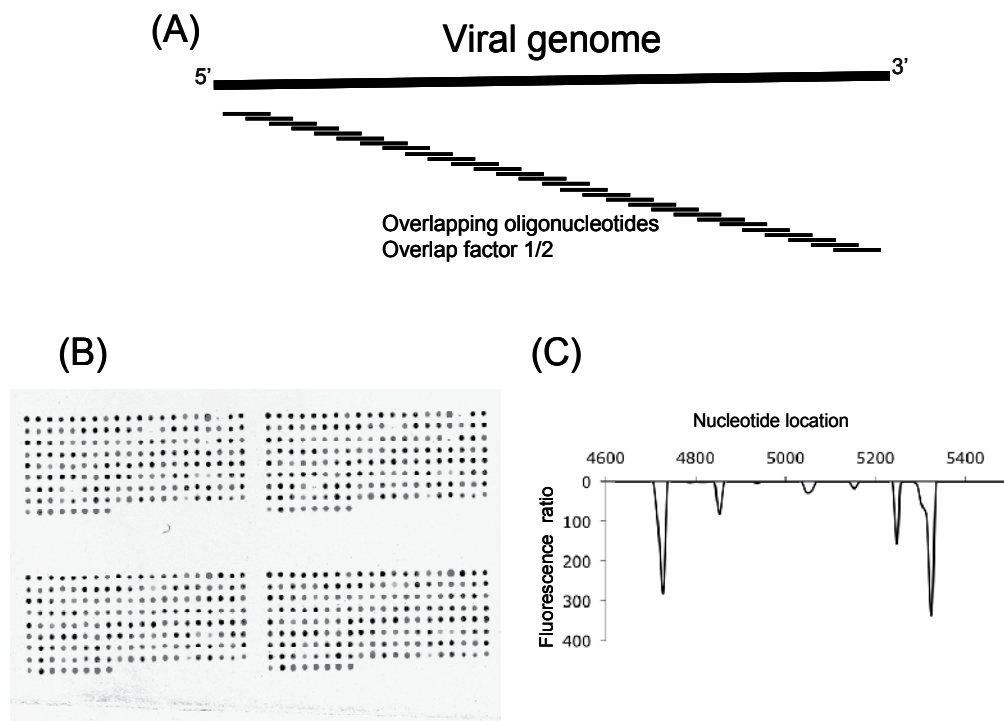 (A)
Viral genome
5’
3’
Overlapping oligonucleotides
Overlap factor 1/2
(B)
(C)
Nucleotide location
4600 4800 5000 5200 5400
0
100
200
300
400
Fluorescence ratio